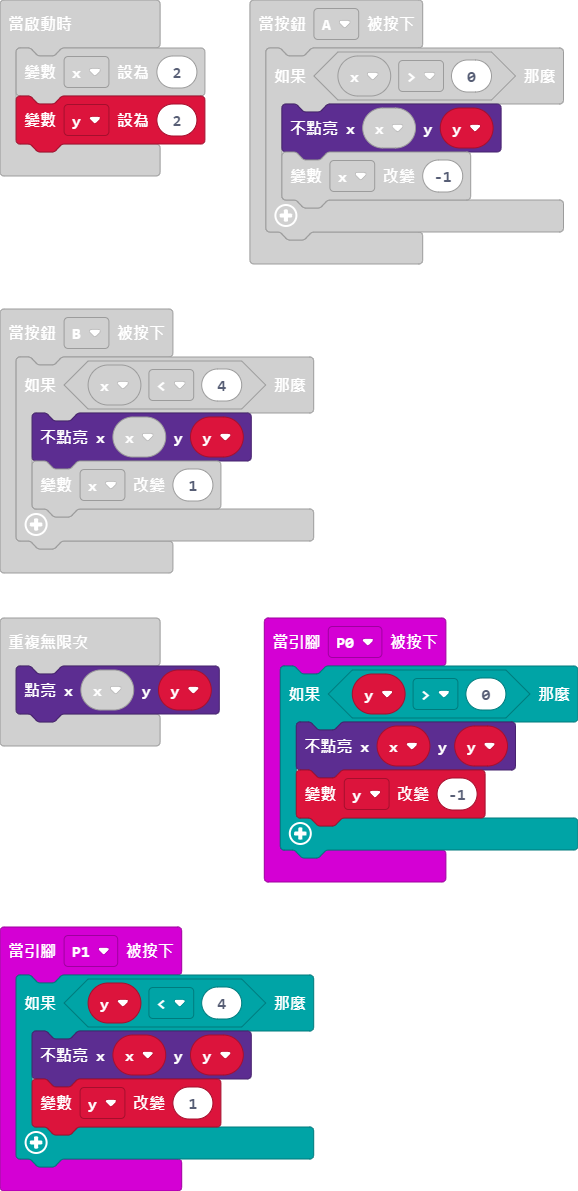 當啟動時
變數 x 設為 2
變數 y 設為 2
當按鈕 A 被按下
如果 x > 0 那麼
不點亮 x x y y
變數 x 改變 -1
當按鈕 B 被按下
如果 x < 4 那麼
不點亮 x x y y
變數 x 改變 1
重複無限次
點亮 x x y y
當引腳 P0 被按下
如果 y > 0 那麼
不點亮 x x y y
變數 y 改變 -1
當引腳 P1 被按下
如果 y < 4 那麼
不點亮 x x y y
變數 y 改變 1